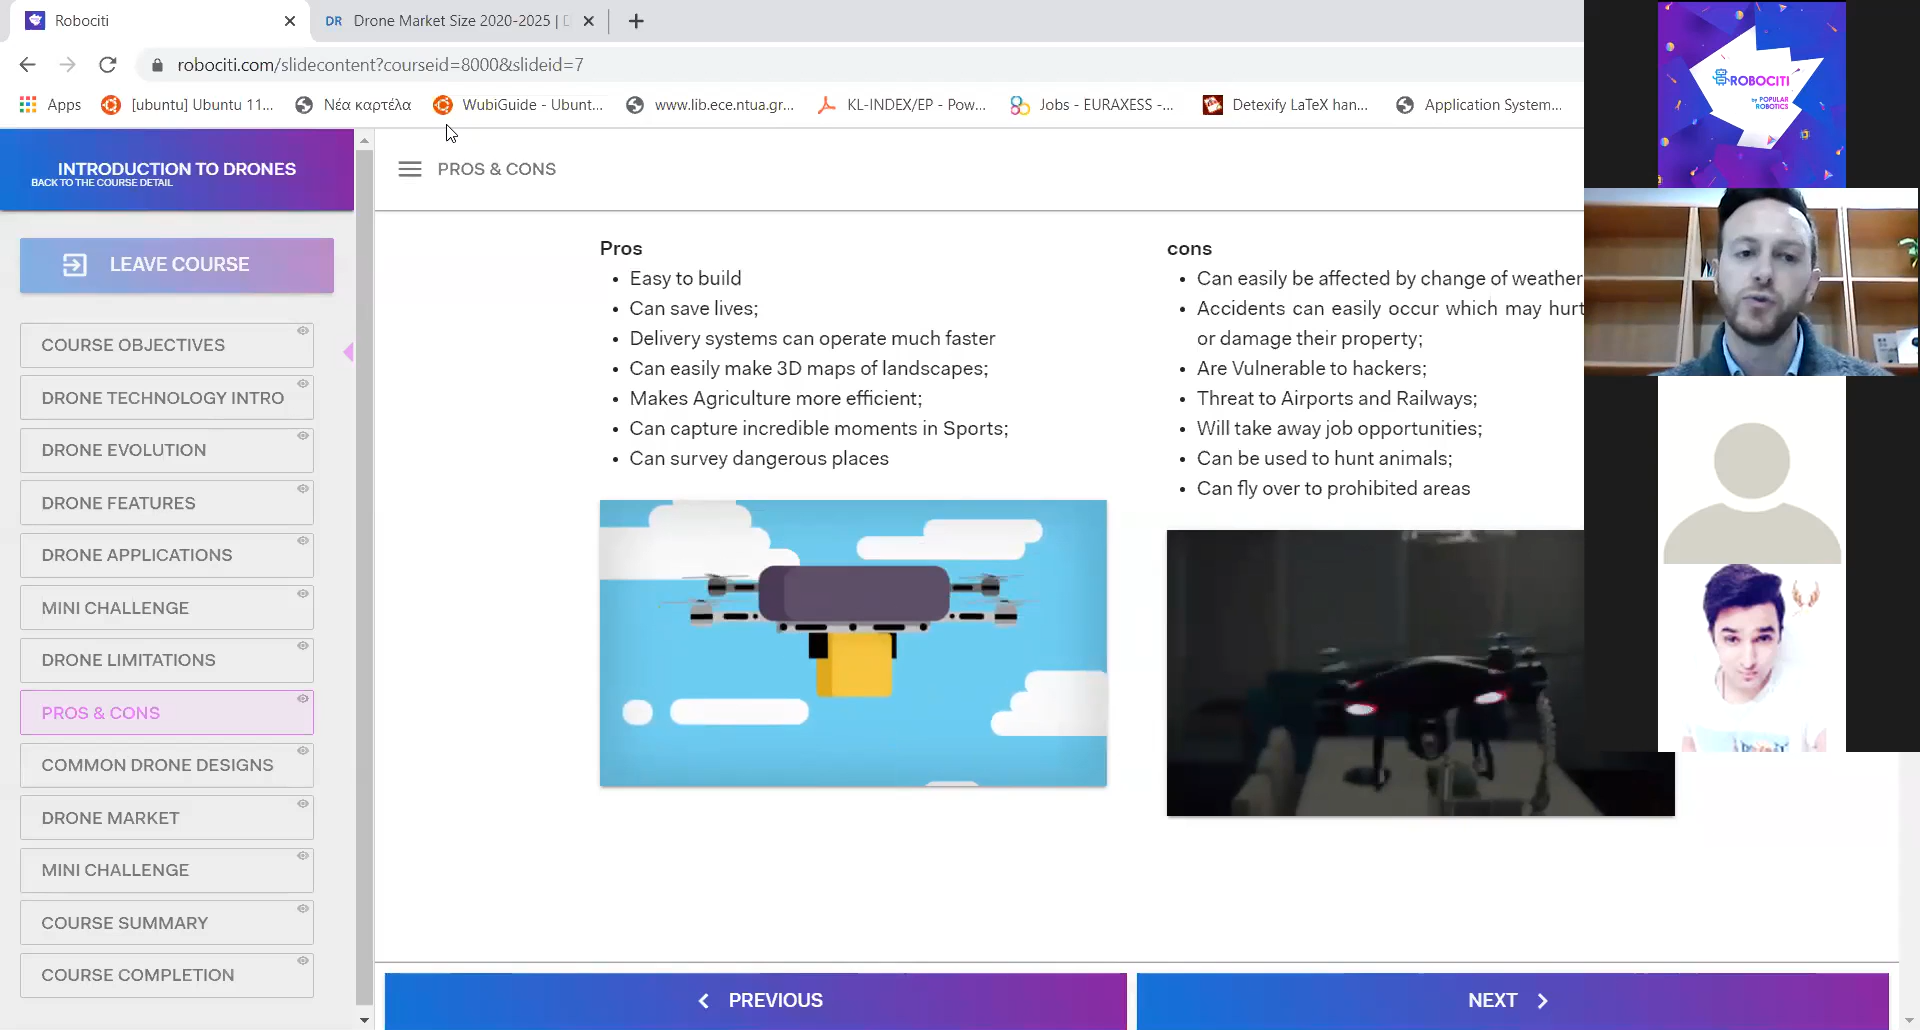 Robociti
DR Drone Market Size 2020-2025 |
robociti.com/slidecontent?courseid=8000&slideid=7
Apps
[ubuntu] Ubuntu 11...
Νέα καρτέλα
WubiGuide - Ubunt...
www.lib.ece.ntua.gr...
KL-INDEX/EP - Pow...
Jobs - EURAXESS -...
Detexify LaTeX han...
Application System...
INTRODUCTION TO DRONES
BACK TO THE COURSE DETAIL
LEAVE COURSE
COURSE OBJECTIVES
DRONE TECHNOLOGY INTRO
DRONE EVOLUTION
DRONE FEATURES
DRONE APPLICATIONS
MINI CHALLENGE
DRONE LIMITATIONS
PROS & CONS
COMMON DRONE DESIGNS
DRONE MARKET
MINI CHALLENGE
COURSE SUMMARY
COURSE COMPLETION
PROS & CONS
Pros
• Easy to build
• Can save lives;
• Delivery systems can operate much faster
• Can easily make 3D maps of landscapes;
• Makes Agriculture more efficient;
• Can capture incredible moments in Sports;
• Can survey dangerous places
cons
• Can easily be affected by change of weather
• Accidents can easily occur which may hurt
or damage their property;
• Are Vulnerable to hackers;
• Threat to Airports and Railways;
• Will take away job opportunities;
• Can be used to hunt animals;
• Can fly over to prohibited areas
PREVIOUS
NEXT
ROBOCITI
by POPULAR
ROBOTICS